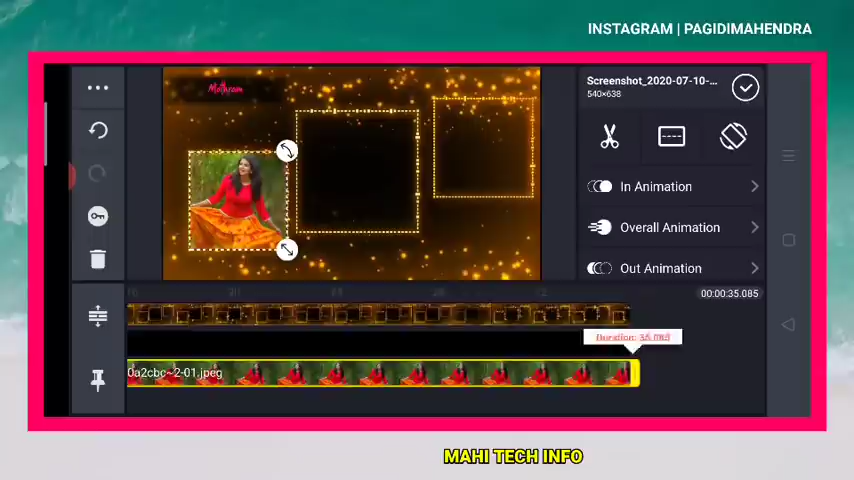 INSTAGRAM | PAGIDIMAHENDRA
Screenshot_2020-07-10-...
540×638
Mothram
In Animation
Overall Animation
Out Animation
00:00:35.085
Duration: 35.085
0a2cbc~2-01.jpeg
MAHI TECH INFO